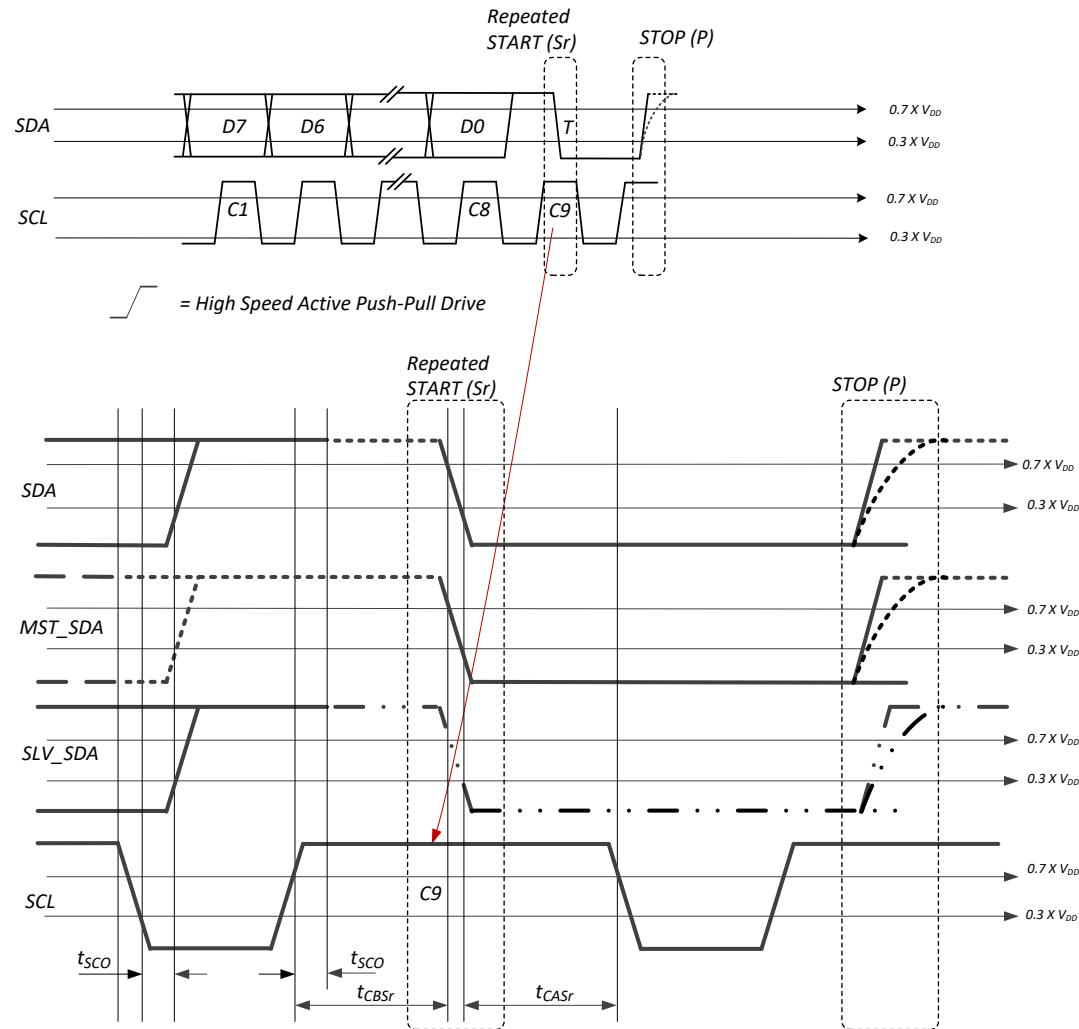 Repeated
START (Sr)
STOP (P)
SDA
D7
D6
D0
T
0.7 X VDD
0.3 X VDD
SCL
C1
C8
C9
0.7 X VDD
0.3 X VDD
= High Speed Active Push-Pull Drive
Repeated
START (Sr)
STOP (P)
SDA
0.7 X VDD
0.3 X VDD
MST_SDA
0.7 X VDD
0.3 X VDD
SLV_SDA
0.7 X VDD
0.3 X VDD
SCL
C9
0.7 X VDD
0.3 X VDD
tSCO
tSCO
tCBSr
tCASr